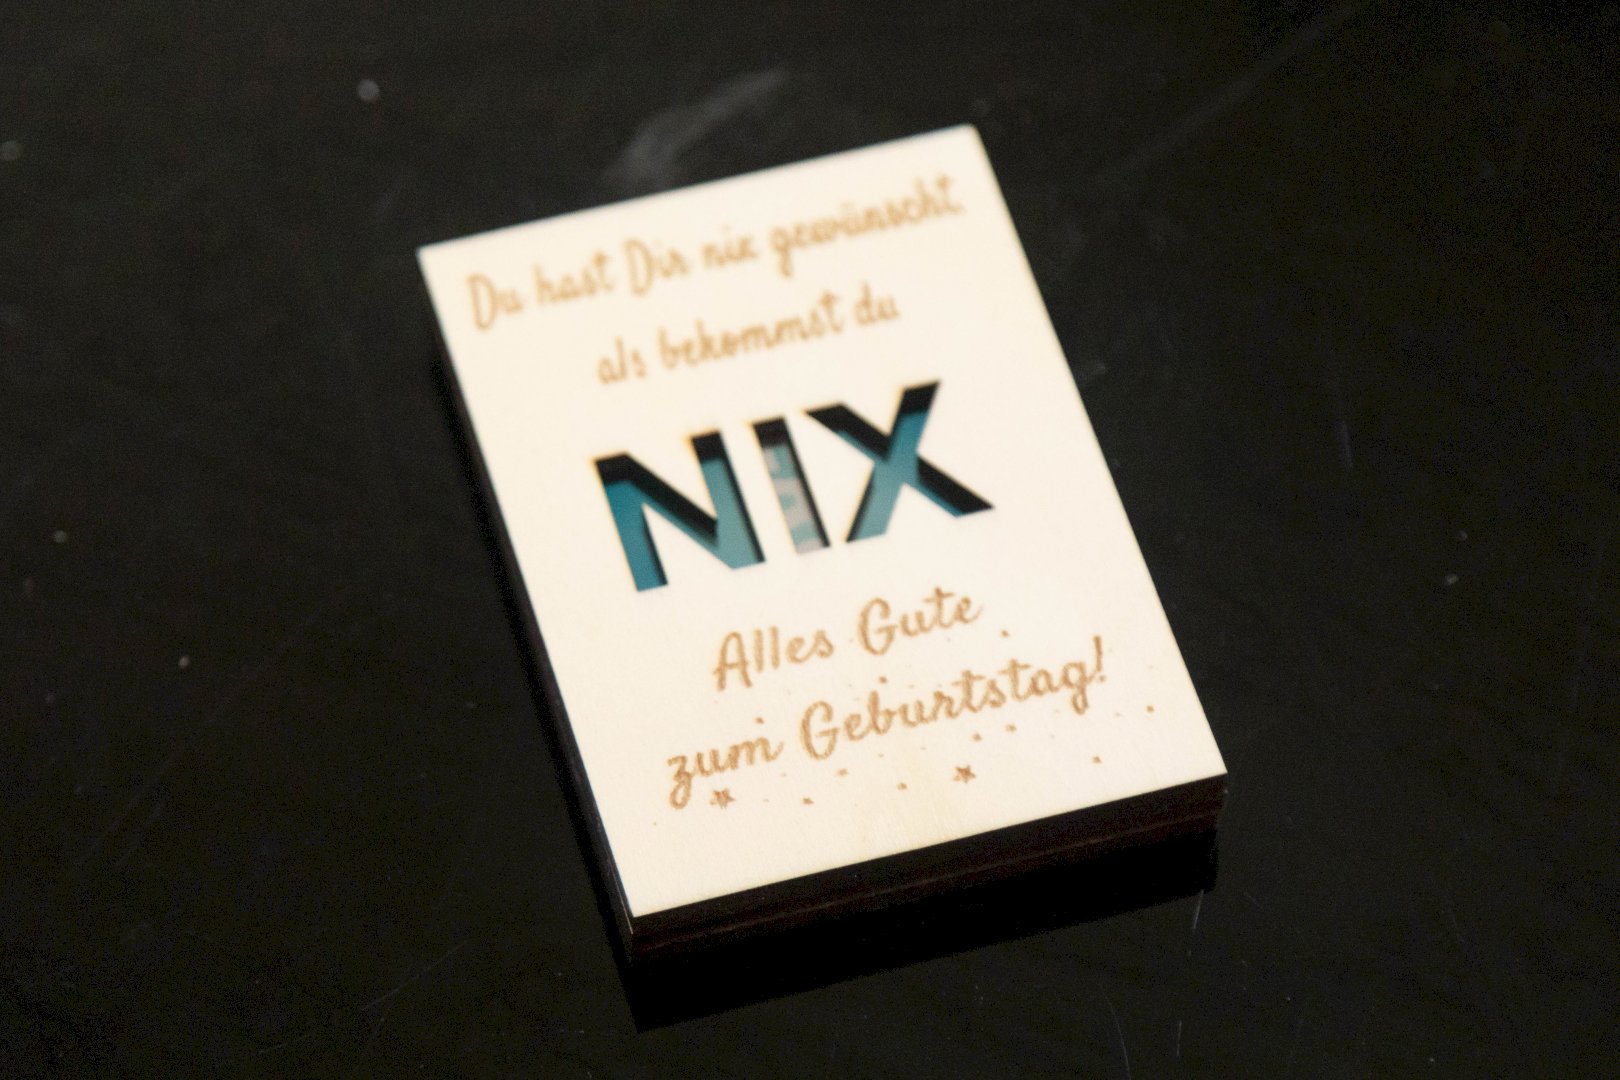 Du hast Dir nix gewünscht.
als bekommst du
NIX
Alles Gute
zum Geburtstag!